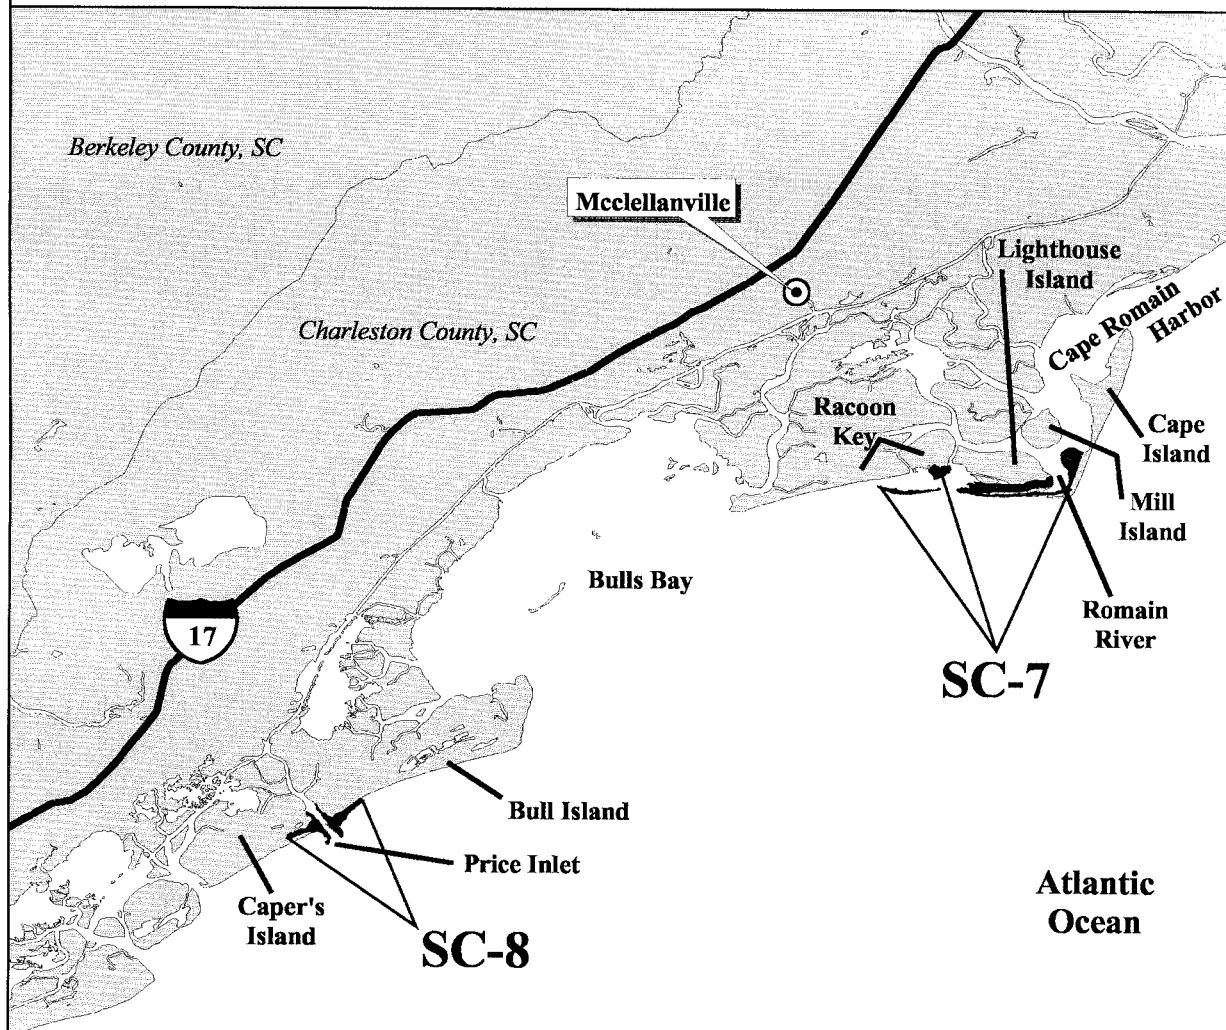 Berkeley County, SC
Mcclellanville
Lighthouse
Island
Cape Romain
Harbor
Charleston County, SC
Racoon
Key
Cape
Island
Mill
Island
Bulls Bay
Romain
River
17
SC-7
Bull Island
Price Inlet
Caper's
Island
SC-8
Atlantic
Ocean